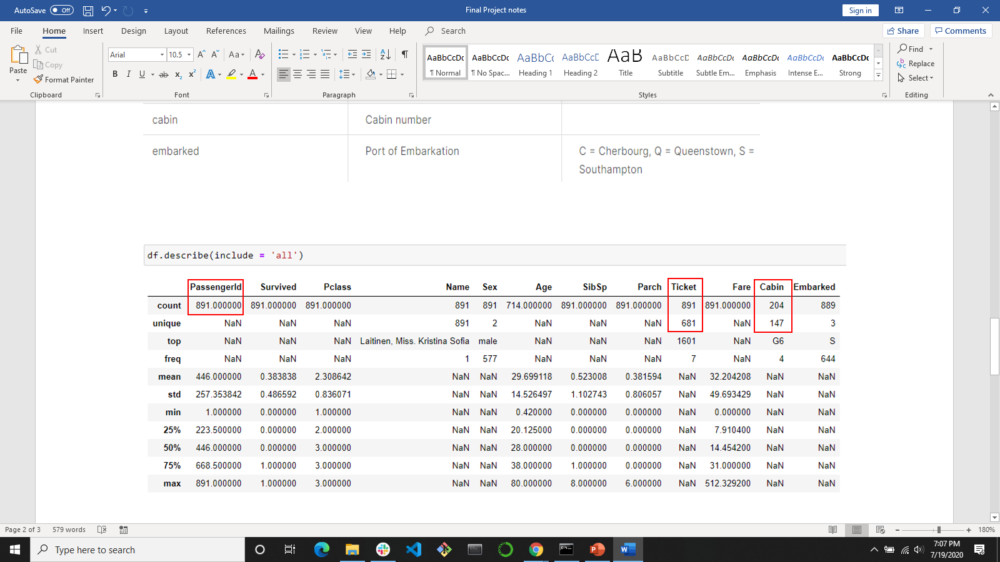 AutoSave Off Final Project notes Sign in
File Home Insert Design Layout References Mailings Review View Help Search Share Comments
Paste Cut Copy Format Painter
Arial 10.5
AaBbCcDc AaBbCcDc AaBbCc AaBbCcD AaB AaBbCcD AaBbCcDc AaBbCcDc AaBbCcDc AaBbCcDc
¶ Normal ¶ No Spac... Heading 1 Heading 2 Title Subtitle Subtle Em... Emphasis Intense E... Strong
Find Replace Select
Clipboard Font Paragraph Styles Editing
cabin Cabin number
embarked Port of Embarkation C = Cherbourg, Q = Queenstown, S =
Southampton
df.describe(include = 'all')
PassengerId Survived Pclass Name Sex Age SibSp Parch Ticket Fare Cabin Embarked
count 891.000000 891.000000 891.000000 891 891 714.000000 891.000000 891.000000 891 891.000000 204 889
unique NaN NaN NaN 891 2 NaN NaN NaN 681 NaN 147 3
top NaN NaN NaN Laitinen, Miss. Kristina Sofia male NaN NaN NaN 1601 NaN G6 S
freq NaN NaN NaN 1 577 NaN NaN NaN 7 NaN 4 644
mean 446.000000 0.383838 2.308642 NaN NaN 29.699118 0.523008 0.381594 NaN 32.204208 NaN NaN
std 257.353842 0.486592 0.836071 NaN NaN 14.526497 1.102743 0.806057 NaN 49.693429 NaN NaN
min 1.000000 0.000000 1.000000 NaN NaN 0.420000 0.000000 0.000000 NaN 0.000000 NaN NaN
25% 223.500000 0.000000 2.000000 NaN NaN 20.125000 0.000000 0.000000 NaN 7.910400 NaN NaN
50% 446.000000 0.000000 3.000000 NaN NaN 28.000000 0.000000 0.000000 NaN 14.454200 NaN NaN
75% 668.500000 1.000000 3.000000 NaN NaN 38.000000 1.000000 0.000000 NaN 31.000000 NaN NaN
max 891.000000 1.000000 3.000000 NaN NaN 80.000000 8.000000 6.000000 NaN 512.329200 NaN NaN
Page 2 of 3 579 words 180%
Type here to search 7:07 PM
7/19/2020